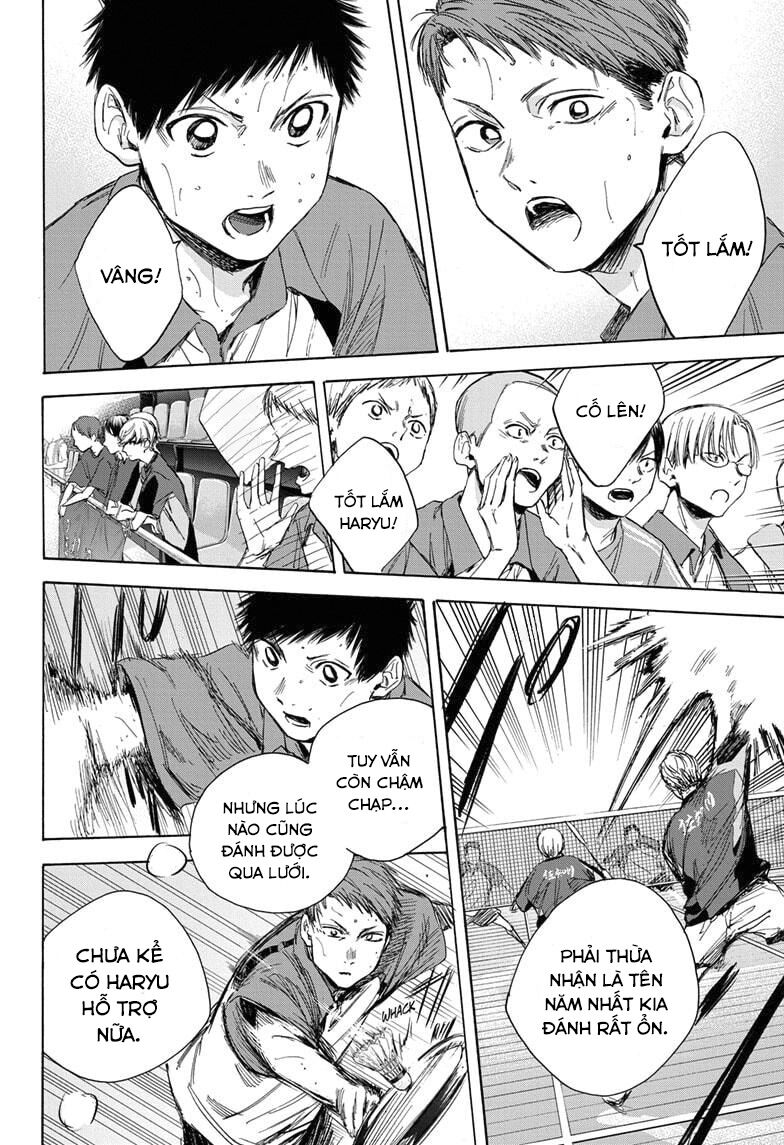 TỐT LẮM!
VÂNG!
CỐ LÊN!
TỐT LẮM
HARYU!
PHẢI THỪA
NHẬN LÀ TÊN
NĂM NHẤT KIA
ĐÁNH RẤT ỔN.
TUY VẪN
CÒN CHẬM
CHẠP...
NHƯNG LÚC
NÀO CŨNG
ĐÁNH ĐƯỢC
QUA LƯỚI.
WHACK
CHƯA KỂ
CÓ HARYU
HỖ TRỢ
NỮA.